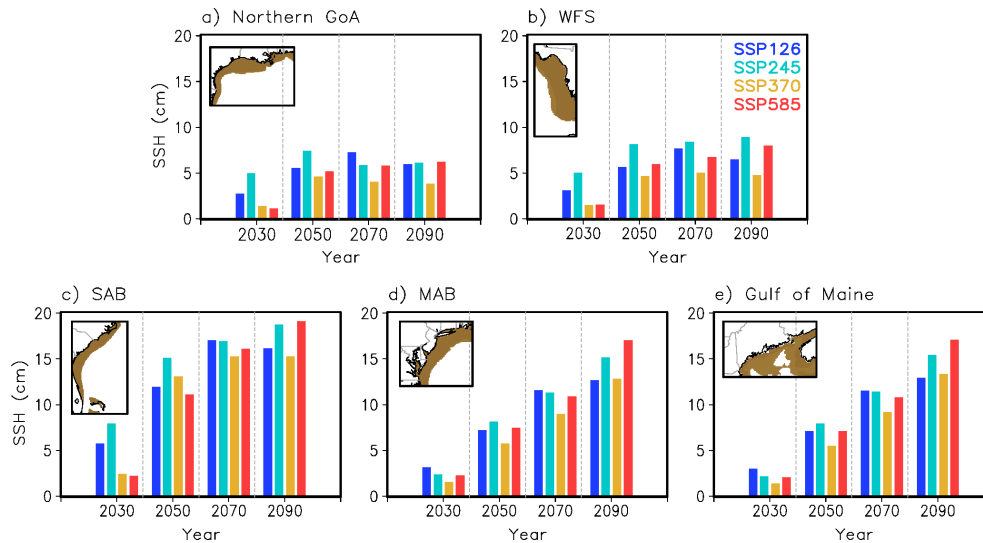 a) Northern GoA
20
15
10
5
0
SSH (cm)
2030 2050 2070 2090
Year
b) WFS
SSP126
SSP245
SSP370
SSP585
20
15
10
5
0
2030 2050 2070 2090
Year
c) SAB
20
15
10
5
0
SSH (cm)
2030 2050 2070 2090
Year
d) MAB
20
15
10
5
0
2030 2050 2070 2090
Year
e) Gulf of Maine
20
15
10
5
0
2030 2050 2070 2090
Year